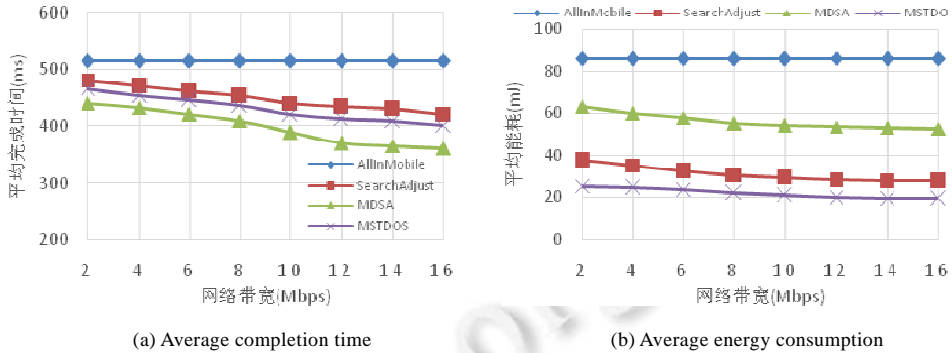 600
500
400
300
200
平均完成时间(ms)
AllInMobile
SearchAdjust
MDSA
MSTDOS
2 4 6 8 10 12 14 16
网络带宽(Mbps)
(a) Average completion time
AllInMobile SearchAdjust MDSA MSTDOS
100
80
60
40
20
0
平均能耗(mJ)
2 4 6 8 10 12 14 16
网络带宽(Mbps)
(b) Average energy consumption